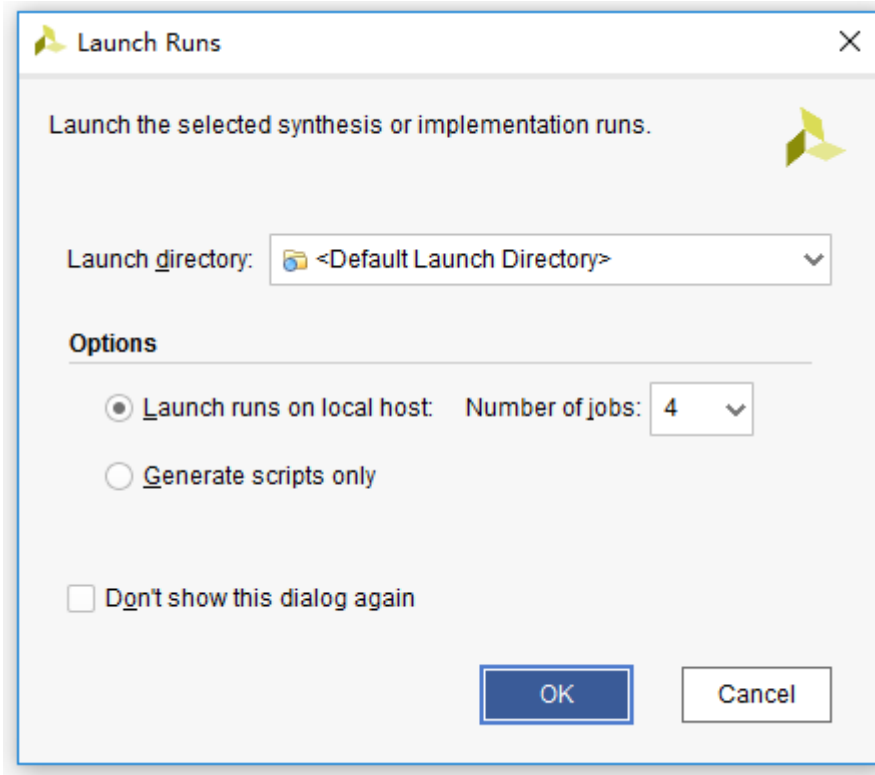 Launch Runs
Launch the selected synthesis or implementation runs.
Launch directory: <Default Launch Directory>
Options
Launch runs on local host: Number of jobs: 4
Generate scripts only
Don't show this dialog again
OK Cancel